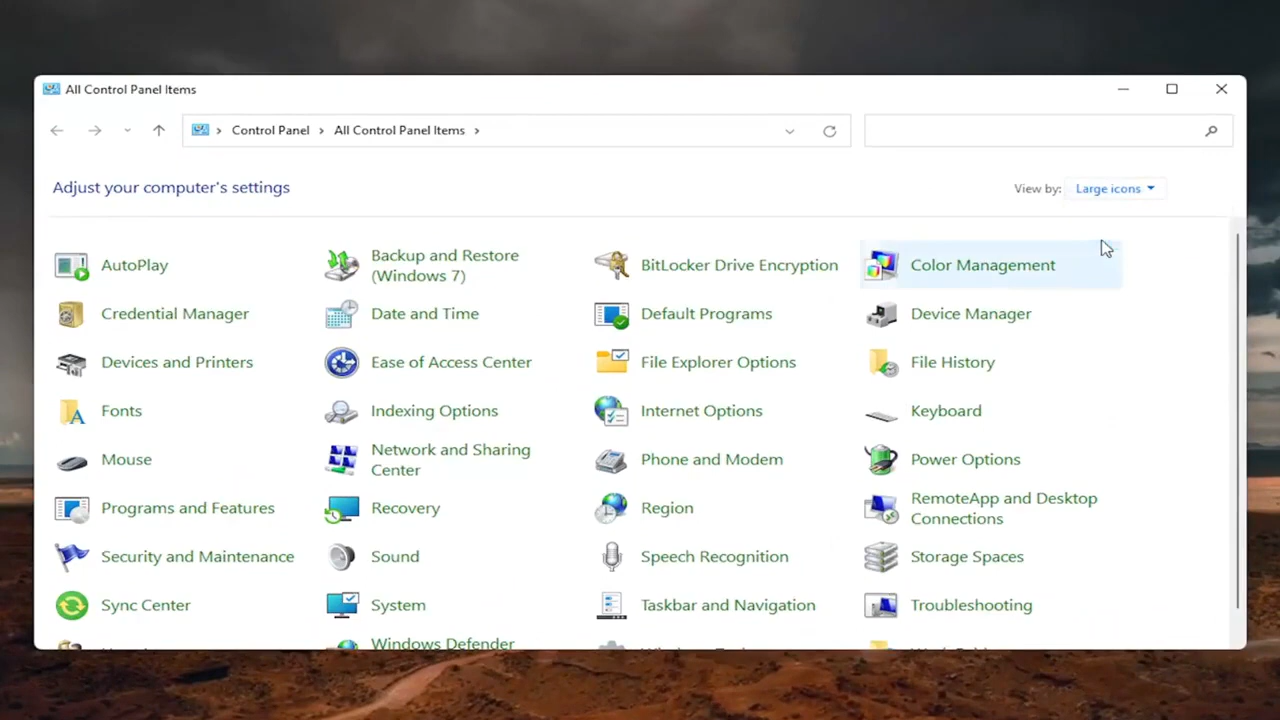 All Control Panel Items
Control Panel
All Control Panel Items
Adjust your computer's settings
View by: Large icons
AutoPlay
Backup and Restore
(Windows 7)
BitLocker Drive Encryption
Color Management
Credential Manager
Date and Time
Default Programs
Device Manager
Devices and Printers
Ease of Access Center
File Explorer Options
File History
Fonts
Indexing Options
Internet Options
Keyboard
Mouse
Network and Sharing
Center
Phone and Modem
Power Options
Programs and Features
Recovery
Region
RemoteApp and Desktop
Connections
Security and Maintenance
Sound
Speech Recognition
Storage Spaces
Sync Center
System
Taskbar and Navigation
Troubleshooting
Windows Defender